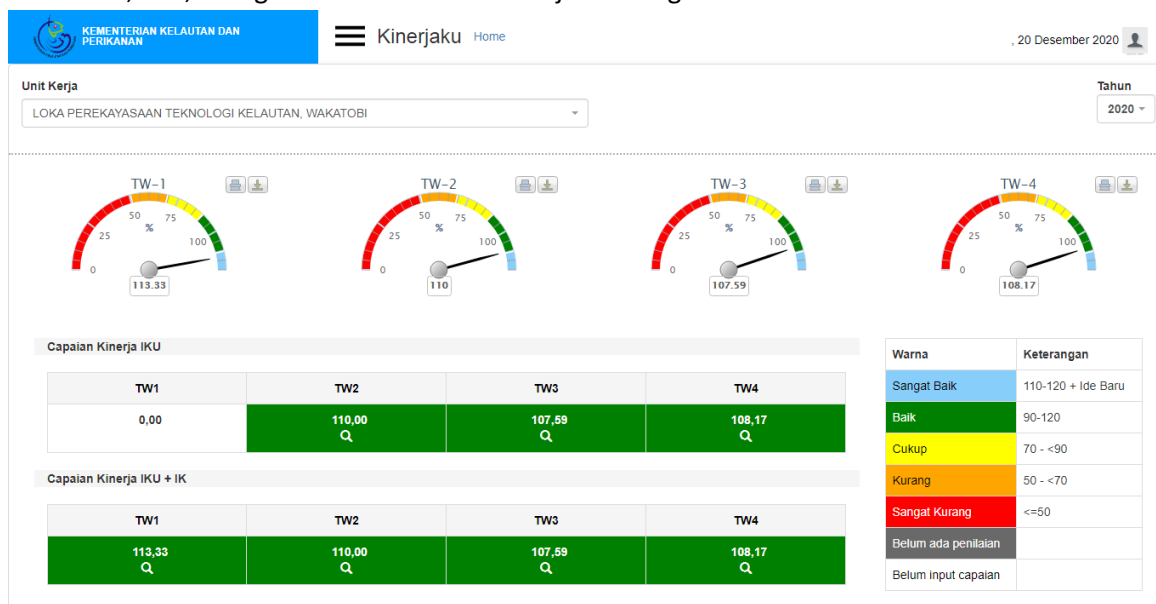 KEMENTERIAN KELAUTAN DAN
PERIKANAN
Kinerjaku Home
, 20 Desember 2020
Unit Kerja
Tahun
LOKA PEREKAYASAAN TEKNOLOGI KELAUTAN, WAKATOBI
2020
TW-1
0
25
50
75
100
%
113.33
TW-2
0
25
50
75
100
%
110
TW-3
0
25
50
75
100
%
107.59
TW-4
0
25
50
75
100
%
108.17
Capaian Kinerja IKU
TW1 TW2 TW3 TW4
0,00 110,00 107,59 108,17
Capaian Kinerja IKU + IK
TW1 TW2 TW3 TW4
113,33 110,00 107,59 108,17
Warna Keterangan
Sangat Baik 110-120 + Ide Baru
Baik 90-120
Cukup 70 - <90
Kurang 50 - <70
Sangat Kurang <=50
Belum ada penilaian
Belum input capaian